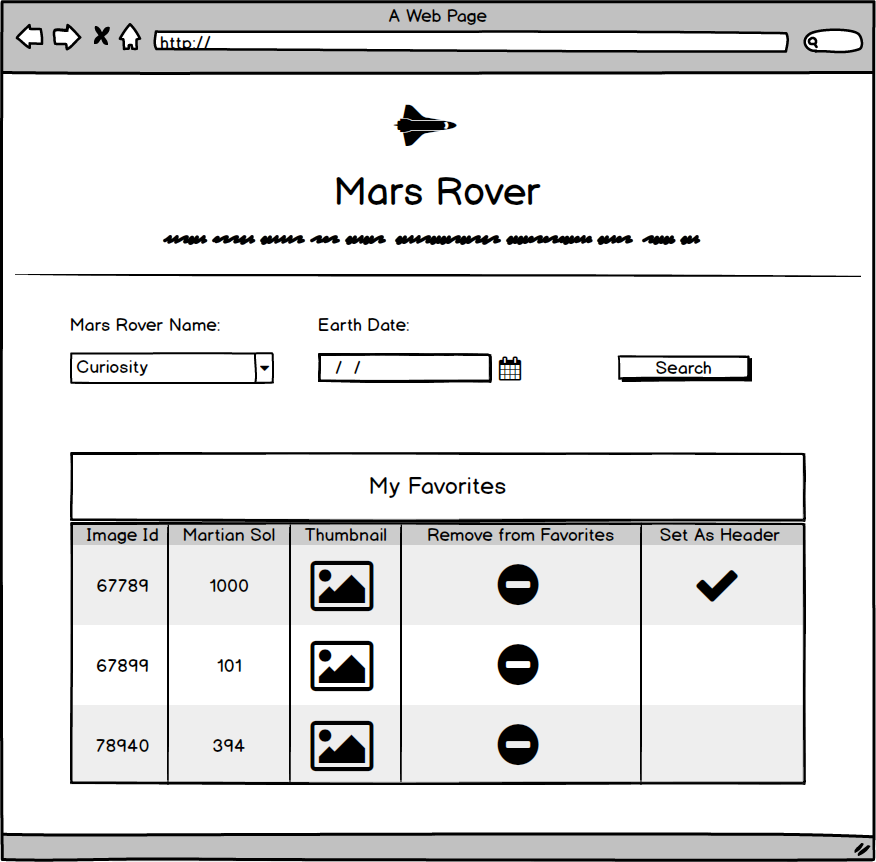 A Web Page
http://
Mars Rover
Mars Rover Name: Earth Date:
Curiosity / / Search
My Favorites
Image Id Martian Sol Thumbnail Remove from Favorites Set As Header
67789 1000
67899 101
78940 394